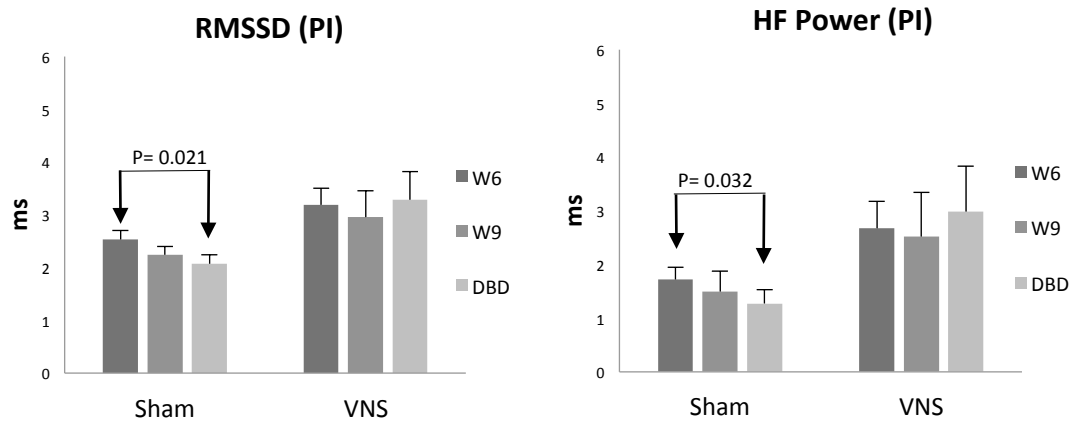 RMSSD (PI)
6
5
4
3
2
1
0
ms
P= 0.021
Sham
VNS
W6
W9
DBD
HF Power (PI)
6
5
4
3
2
1
0
ms
P= 0.032
Sham
VNS
W6
W9
DBD